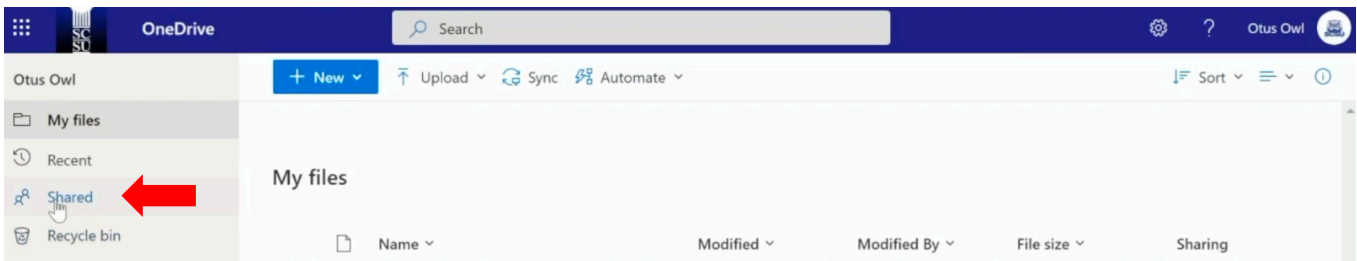 SC
SU
OneDrive
Search
?
Otus Owl
Otus Owl
+ New
Upload
Sync
Automate
Sort
My files
Recent
My files
Shared
Recycle bin
Name
Modified
Modified By
File size
Sharing